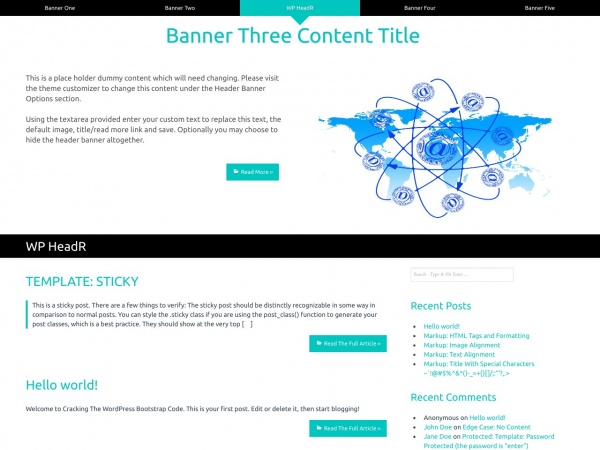 Banner One
Banner Two
WP HeadR
Banner Four
Banner Five
Banner Three Content Title
This is a place holder dummy content which will need changing. Please visit
the theme customizer to change this content under the Header Banner
Options section.
Using the textarea provided enter your custom text to replace this text, the
default image, title/read more link and save. Optionally you may choose to
hide the header banner altogether.
Read More »
WP HeadR
TEMPLATE: STICKY
This is a sticky post. There are a few things to verify: The sticky post should be distinctly recognizable in some way in
comparison to normal posts. You can style the .sticky class if you are using the post_class() function to generate your
post classes, which is a best practice. They should show at the very top [ ]
Read The Full Article »
Hello world!
Welcome to Cracking The WordPress Bootstrap Code. This is your first post. Edit or delete it, then start blogging!
Read The Full Article »
Search - Type & Hit Enter ...
Recent Posts
Hello world!
Markup: HTML Tags and Formatting
Markup: Image Alignment
Markup: Text Alignment
Markup: Title With Special Characters
~`!@#$%^&*()-_=+{}[]/;:'"?,.>
Recent Comments
Anonymous on Hello world!
John Doe on Edge Case: No Content
Jane Doe on Protected: Template: Password
Protected (the password is "enter")